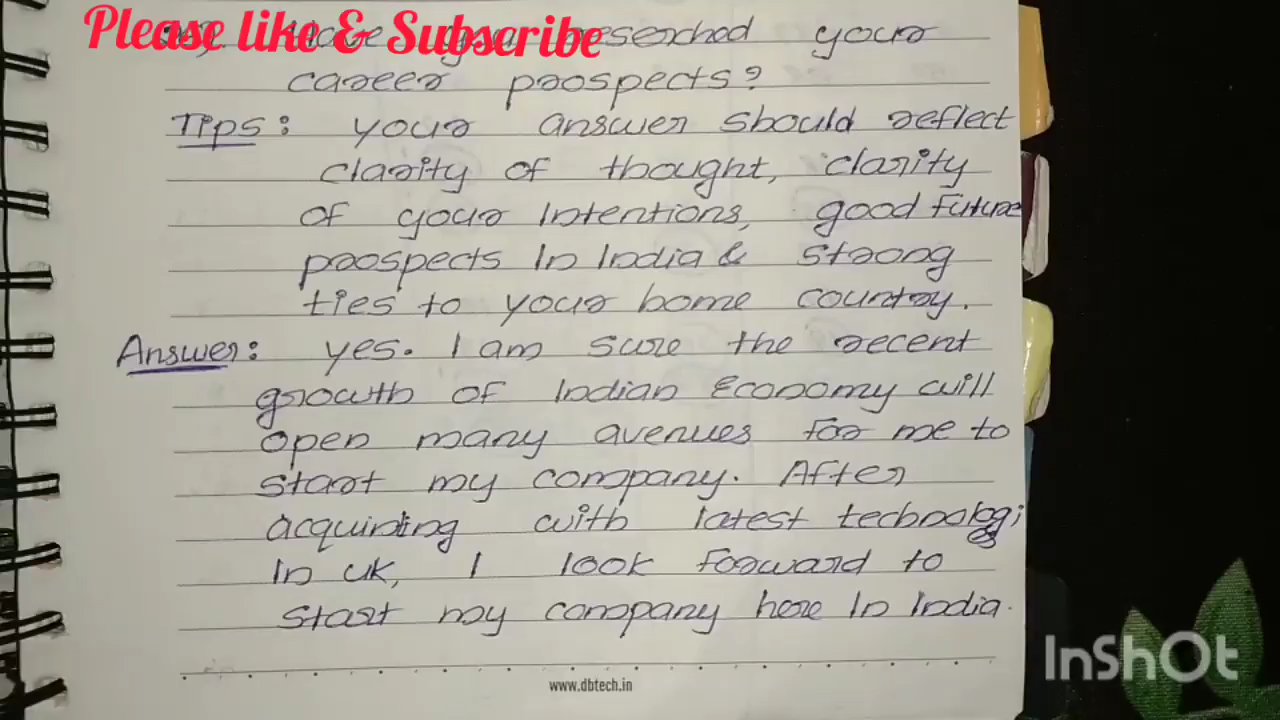 Please like & Subscribe
your
career prospects?
Tips: your answer should reflect
clarity of thought, clarity
of your Intentions, good future
prospects In India & strong
ties to your home country.
Answer: yes. I am sure the recent
growth of Indian Economy will
open many avenues for me to
start my company. After
with latest
In UK, I look forward to
start my company here In India.
www.dbtech.in
InShOt